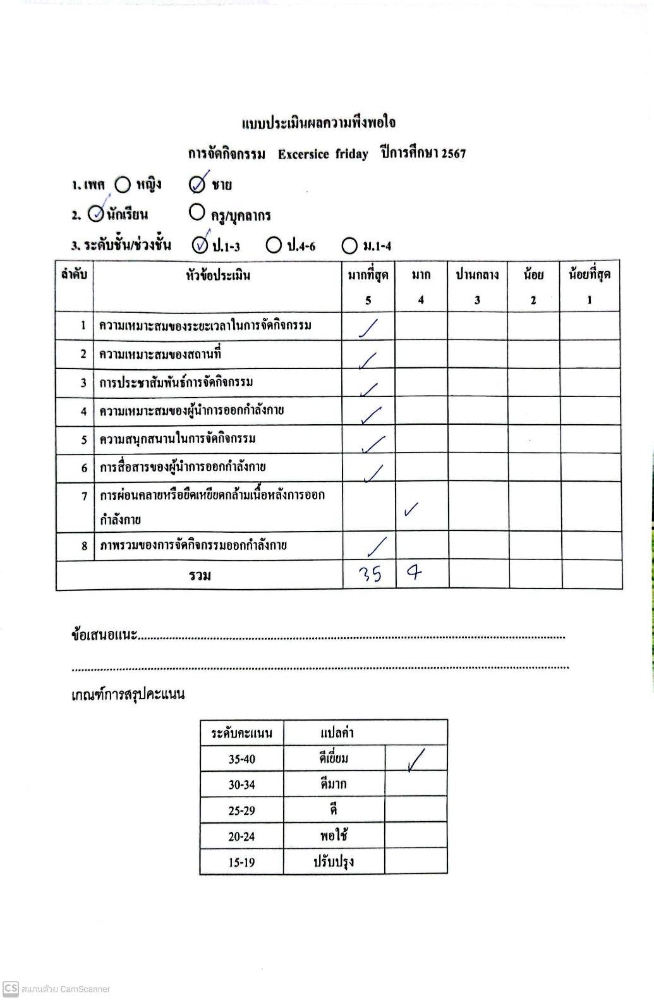 แบบประเมินผลความพึงพอใจ
การจัดกิจกรรม Excersice friday ปีการศึกษา 2567
1. เพศ หญิง ชาย
2. นักเรียน ครู/บุคลากร
3. ระดับชั้น/ช่วงชั้น ป.1-3 ป.4-6 ม.1-4
ลำดับ หัวข้อประเมิน มากที่สุด มาก ปานกลาง น้อย น้อยที่สุด
5 4 3 2 1
1 ความเหมาะสมของระยะเวลาในการจัดกิจกรรม
2 ความเหมาะสมของสถานที่
3 การประชาสัมพันธ์การจัดกิจกรรม
4 ความเหมาะสมของผู้นำการออกกำลังกาย
5 ความสนุกสนานในการจัดกิจกรรม
6 การสื่อสารของผู้นำการออกกำลังกาย
7 การผ่อนคลายหรือยืดเหยียดกล้ามเนื้อหลังการออก
กำลังกาย
8 ภาพรวมของการจัดกิจกรรมออกกำลังกาย
รวม 35 4
ข้อเสนอแนะ
เกณฑ์การสรุปคะแนน
ระดับคะแนน แปลค่า
35-40 ดีเยี่ยม
30-34 ดีมาก
25-29 ดี
20-24 พอใช้
15-19 ปรับปรุง
CS สแกนด้วย CamScanner